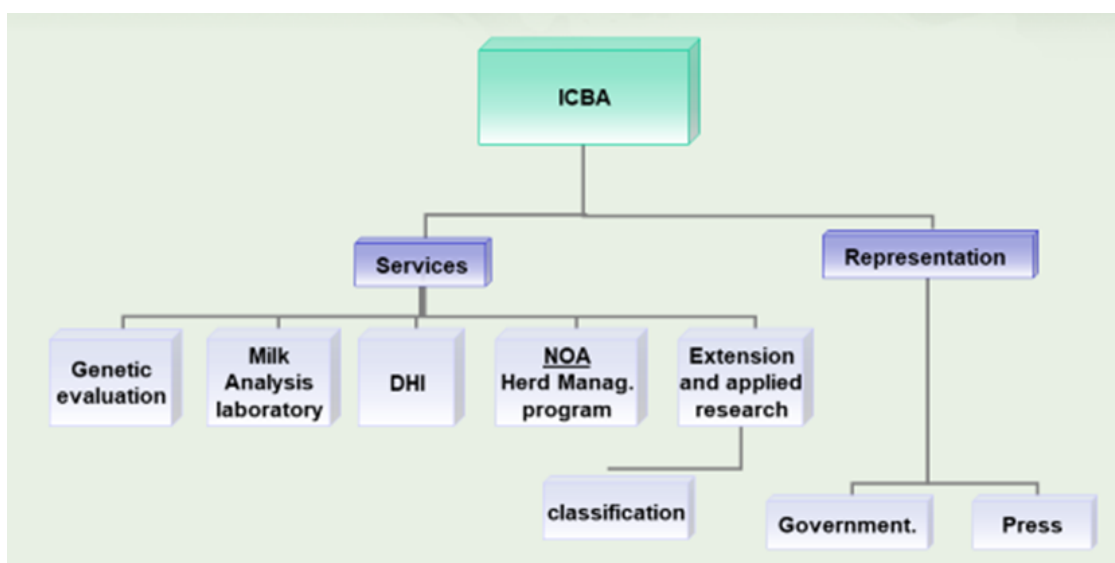 ICBA
Services
Representation
Genetic
evaluation
Milk
Analysis
laboratory
DHI
NOA
Herd Manag.
program
Extension
and applied
research
classification
Government.
Press